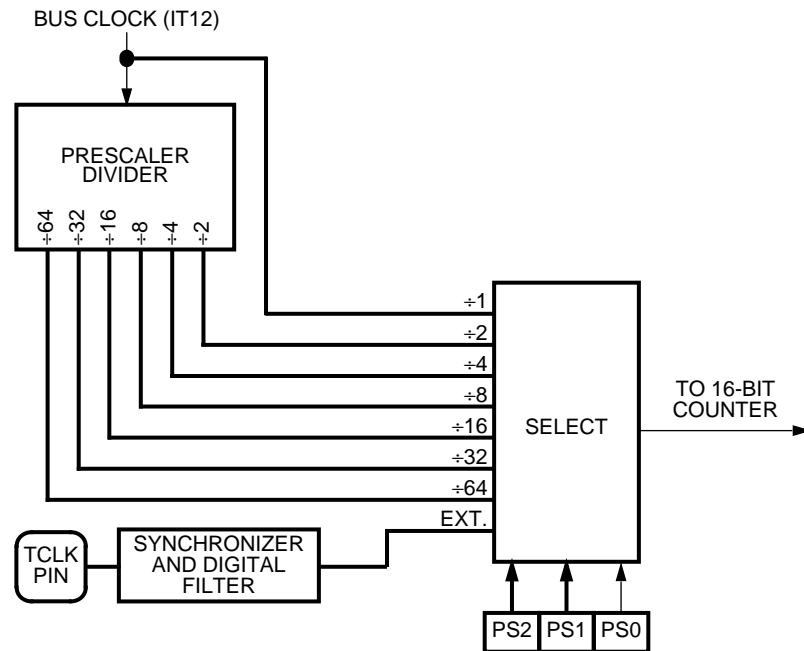 BUS CLOCK (IT12)
PRESCALER
DIVIDER
÷64
÷32
÷16
÷8
÷4
÷2
÷1
÷2
÷4
÷8
÷16
÷32
÷64
EXT.
SELECT
TO 16-BIT
COUNTER
TCLK
PIN
SYNCHRONIZER
AND DIGITAL
FILTER
PS2 PS1 PS0